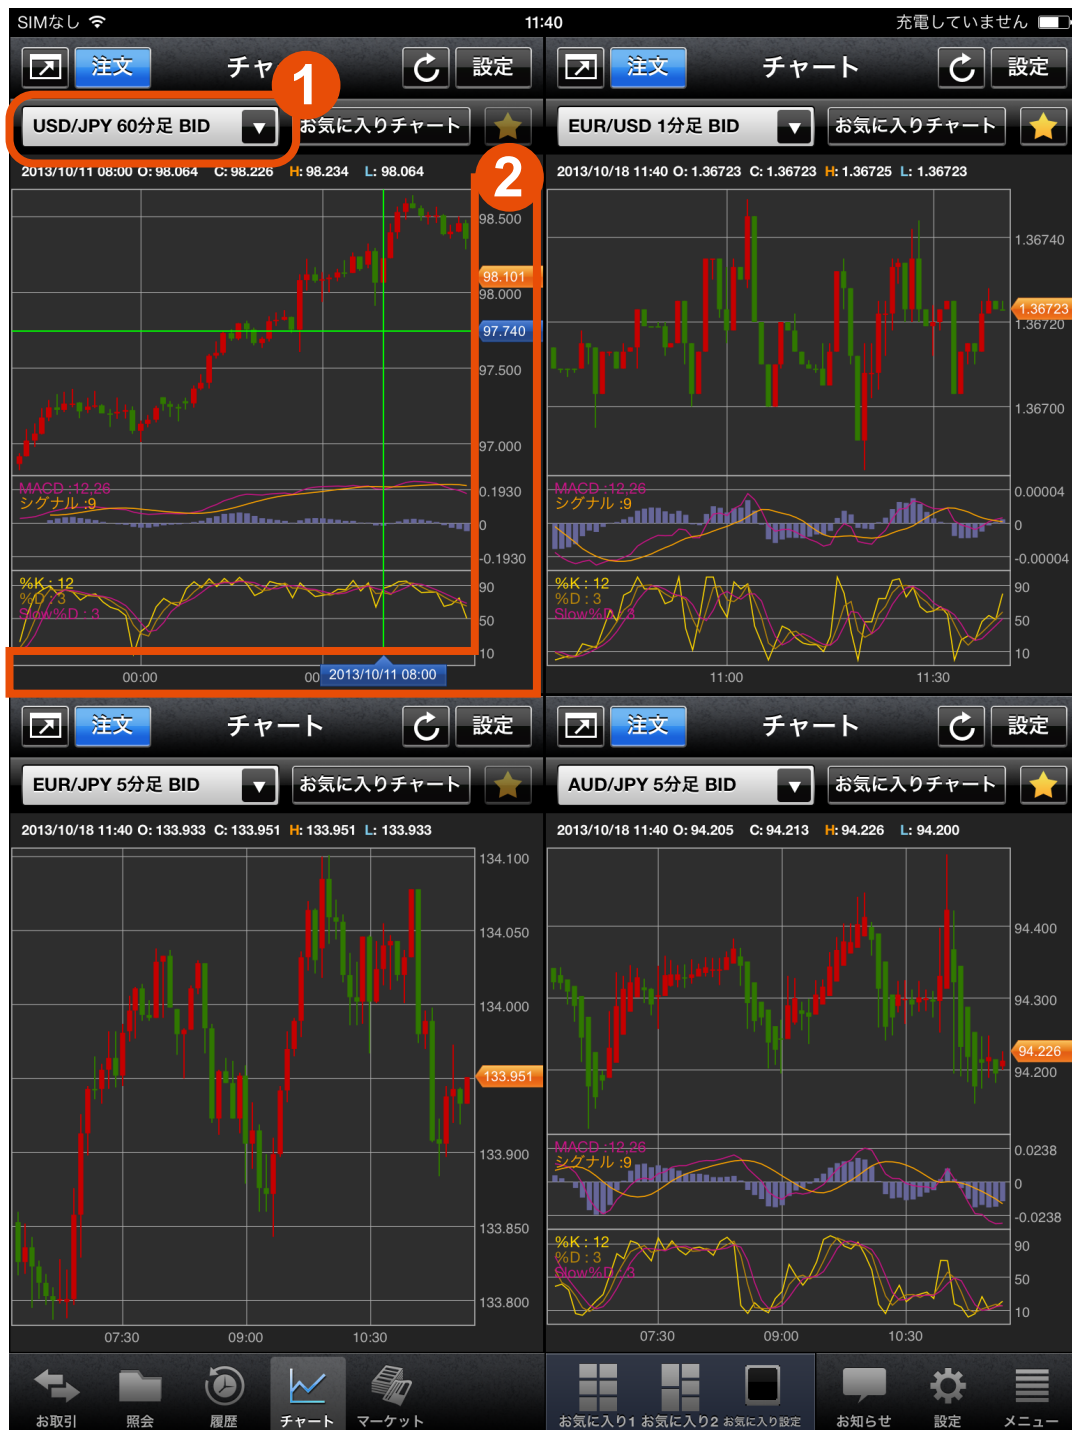 SIMなし 11:40 充電していません
注文 チャ 設定
注文 チャート 設定
1
USD/JPY 60分足 BID お気に入りチャート
EUR/USD 1分足 BID お気に入りチャート
2
2013/10/11 08:00 O: 98.064 C: 98.226 H: 98.234 L: 98.064
2013/10/18 11:40 O: 1.36723 C: 1.36723 H: 1.36725 L: 1.36723
98.500
98.101
98.000
97.740
97.500
97.000
MACD :12,26
シグナル :9
0.1930
0
-0.1930
%K : 12
%D : 3
Slow%D : 3
90
50
10
00:00 00 2013/10/11 08:00
1.36740
1.36723
1.36720
1.36700
MACD :12,26
シグナル :9
0.00004
0
-0.00004
%K : 12
%D : 3
Slow%D : 3
90
50
10
11:00 11:30
注文 チャート 設定
注文 チャート 設定
EUR/JPY 5分足 BID お気に入りチャート
AUD/JPY 5分足 BID お気に入りチャート
2013/10/18 11:40 O: 133.933 C: 133.951 H: 133.951 L: 133.933
2013/10/18 11:40 O: 94.205 C: 94.213 H: 94.226 L: 94.200
134.100
134.050
134.000
133.951
133.900
133.850
133.800
07:30 09:00 10:30
94.400
94.300
94.226
94.200
MACD :12,26
シグナル :9
0.0238
0
-0.0238
%K : 12
%D : 3
Slow%D : 3
90
50
10
07:30 09:00 10:30
お取引 照会 履歴 チャート マーケット お気に入り1 お気に入り2 お気に入り設定 お知らせ 設定 メニュー